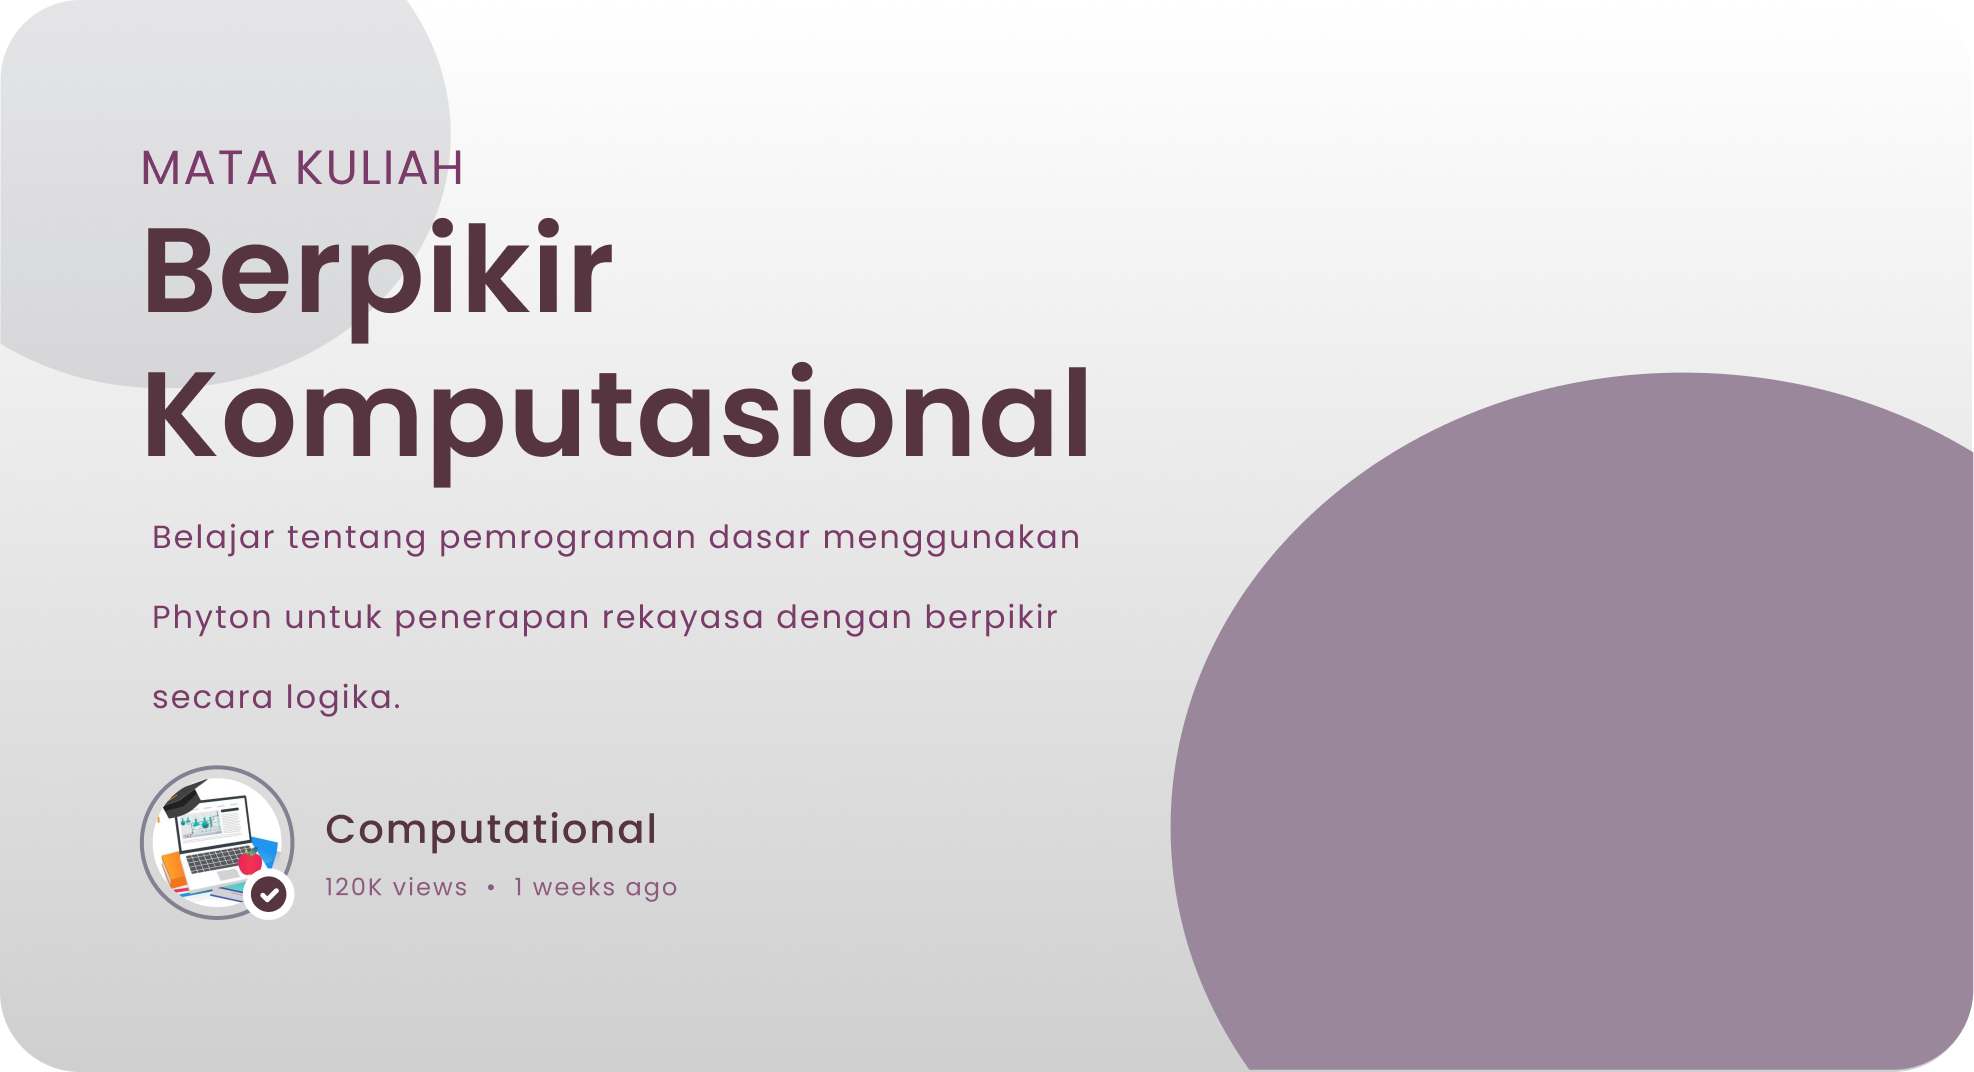 MATA KULIAH
Berpikir
Komputasional
Belajar tentang pemrograman dasar menggunakan
Phyton untuk penerapan rekayasa dengan berpikir
secara logika.
Computational
120K views • 1 weeks ago